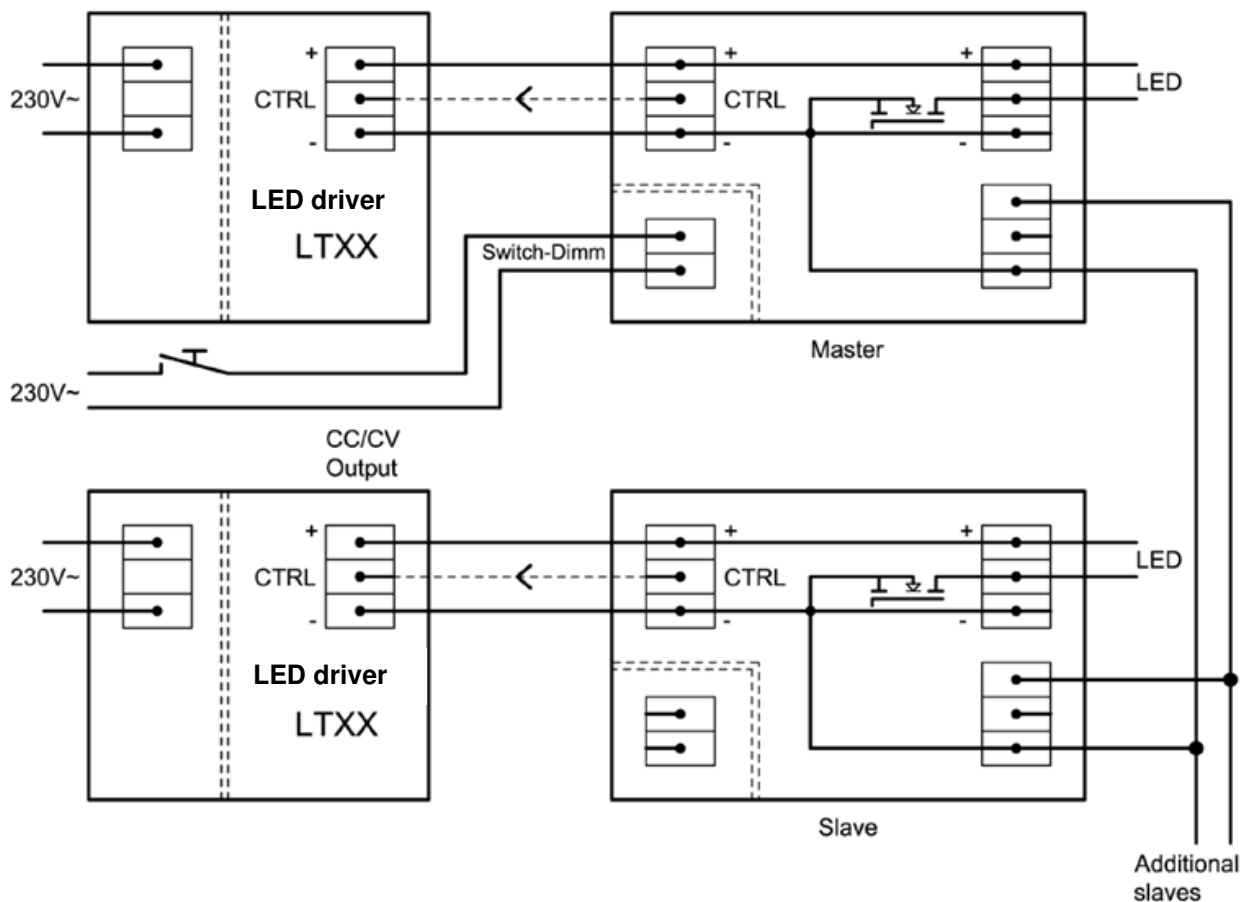 230V~
+
CTRL
-
LED driver
LTXX
+
CTRL
-
+
-
LED
Switch-Dimm
Master
230V~
CC/CV
Output
230V~
+
CTRL
-
LED driver
LTXX
+
CTRL
-
+
-
LED
Slave
Additional
slaves